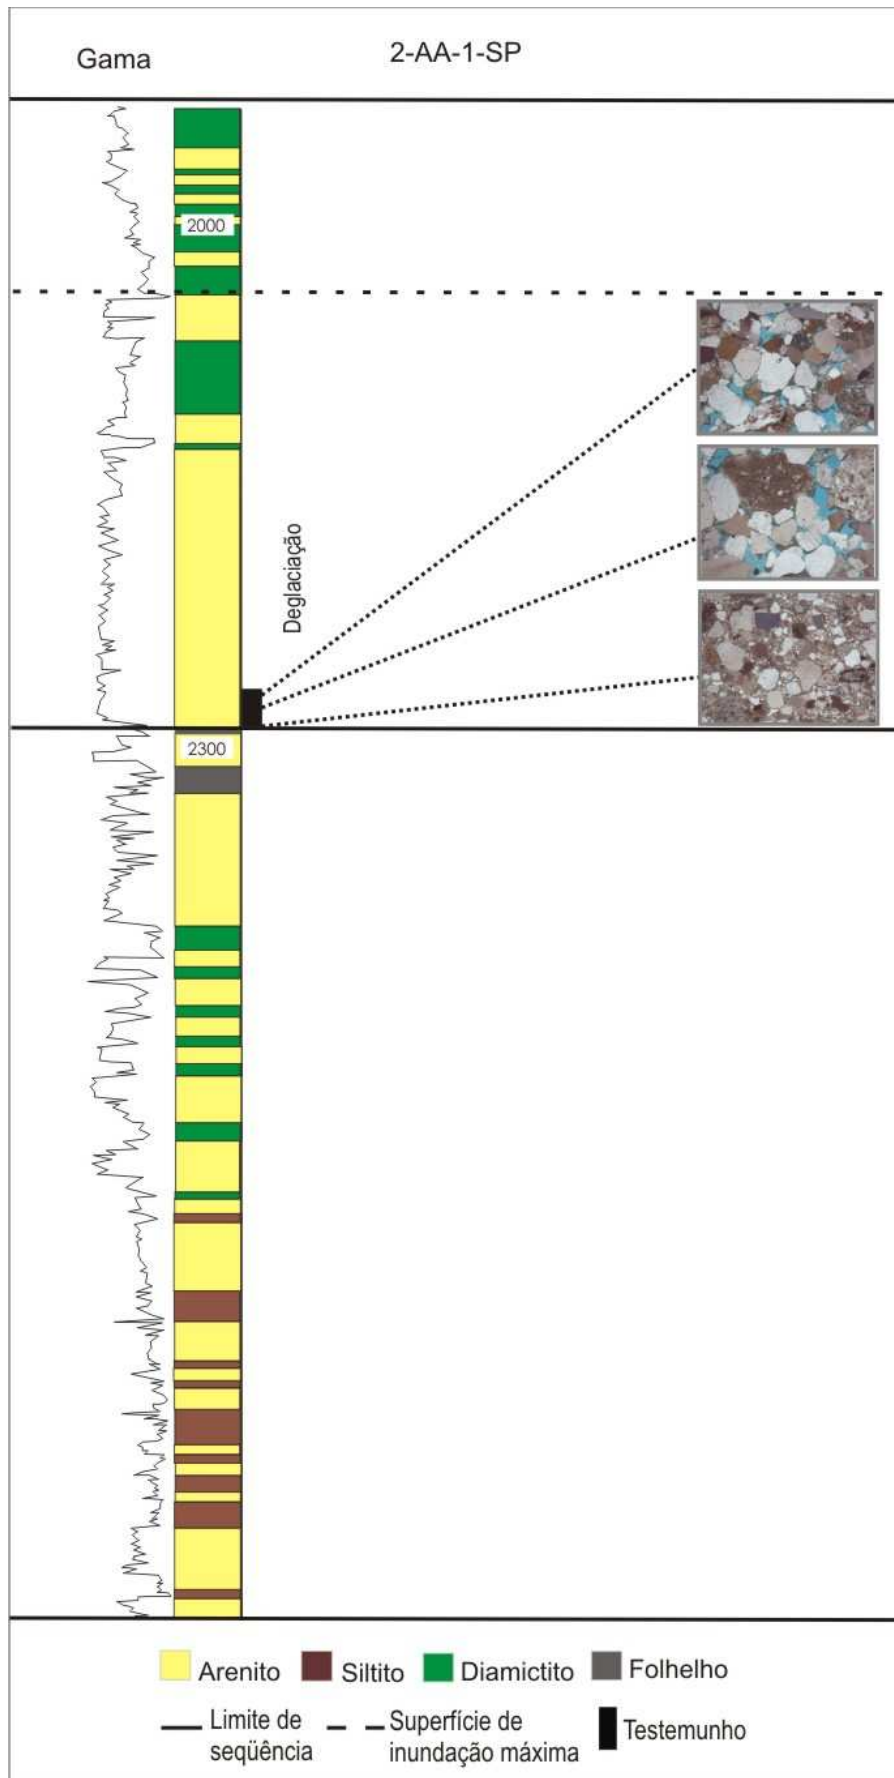 Gama
2-AA-1-SP
2000
Deglaciação
2300
Arenito
Siltito
Diamictito
Folhelho
Limite de
seqüência
Superfície de
inundação máxima
Testemunho